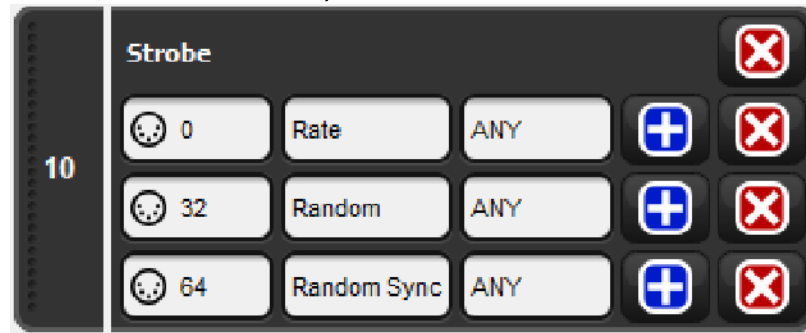 Strobe
10
0 Rate ANY
32 Random ANY
64 Random Sync ANY